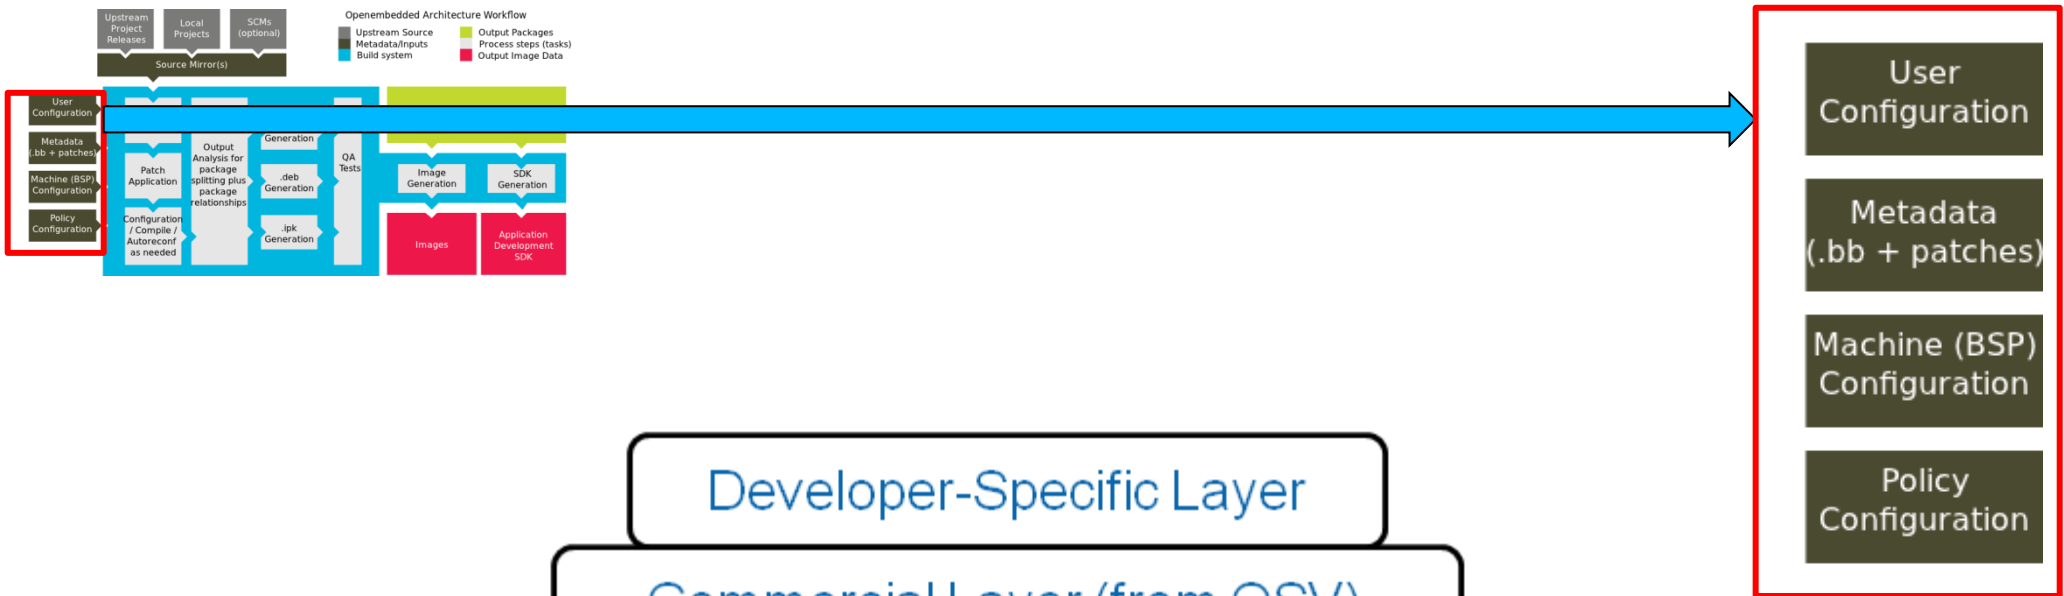 Upstream
Project
Releases
Local
Projects
SCMs
(optional)
Source Mirror(s)
Openembedded Architecture Workflow
Upstream Source
Metadata/Inputs
Build system
Output Packages
Process steps (tasks)
Output Image Data
User
Configuration
Metadata
(.bb + patches)
Machine (BSP)
Configuration
Policy
Configuration
Patch
Application
Configuration
/ Compile /
Autoreconf
as needed
Output
Analysis for
package
splitting plus
package
relationships
Generation
.deb
Generation
.ipk
Generation
QA
Tests
Image
Generation
SDK
Generation
Images
Application
Development
SDK
User
Configuration
Metadata
(.bb + patches)
Machine (BSP)
Configuration
Policy
Configuration
Developer-Specific Layer
Commercial Layer (from OSV)